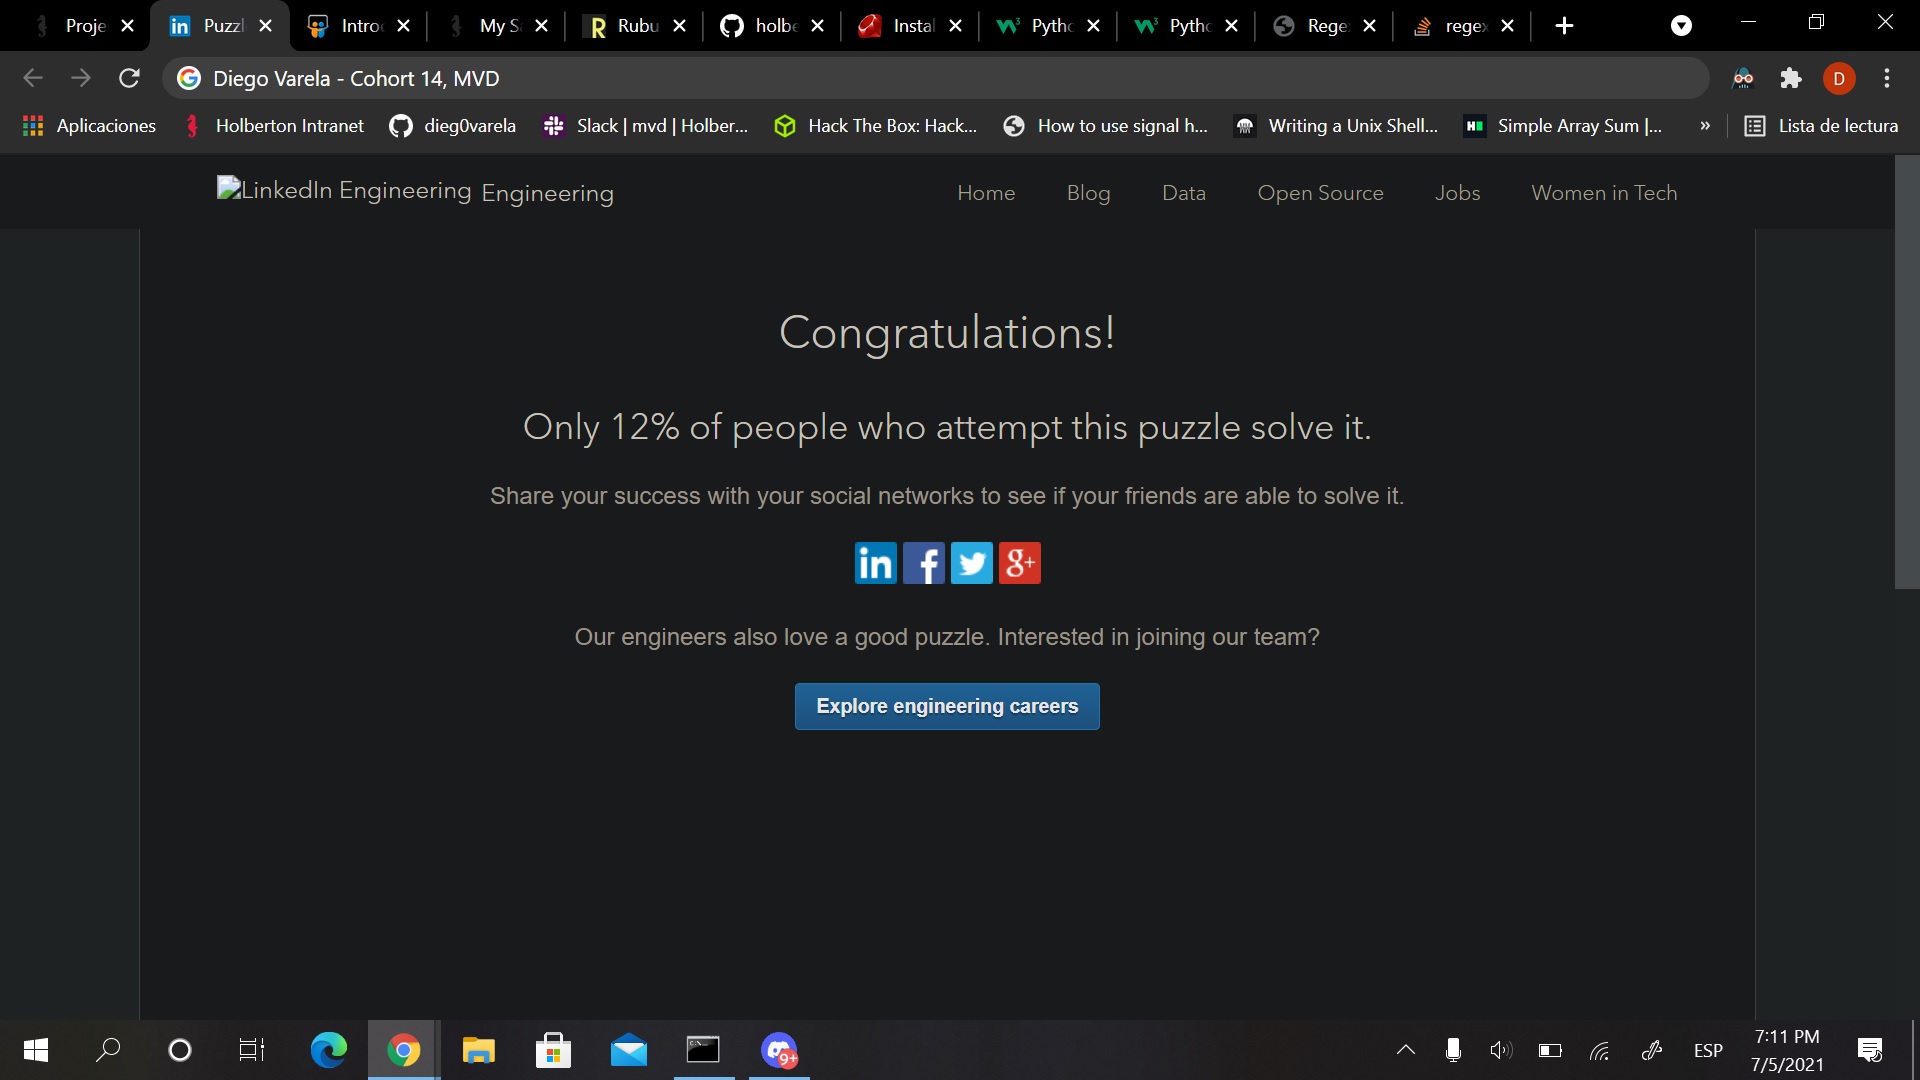 Proje
Puzzl
Introd
My S
Rubu
holbe
Instal
Pytho
Pytho
Rege
regex
Diego Varela - Cohort 14, MVD
D
Aplicaciones
Holberton Intranet
dieg0varela
Slack | mvd | Holber...
Hack The Box: Hack...
How to use signal h...
Writing a Unix Shell...
Simple Array Sum |...
»
Lista de lectura
LinkedIn Engineering Engineering
Home
Blog
Data
Open Source
Jobs
Women in Tech
Congratulations!
Only 12% of people who attempt this puzzle solve it.
Share your success with your social networks to see if your friends are able to solve it.
in f g+
Our engineers also love a good puzzle. Interested in joining our team?
Explore engineering careers
9+
ESP
7:11 PM
7/5/2021